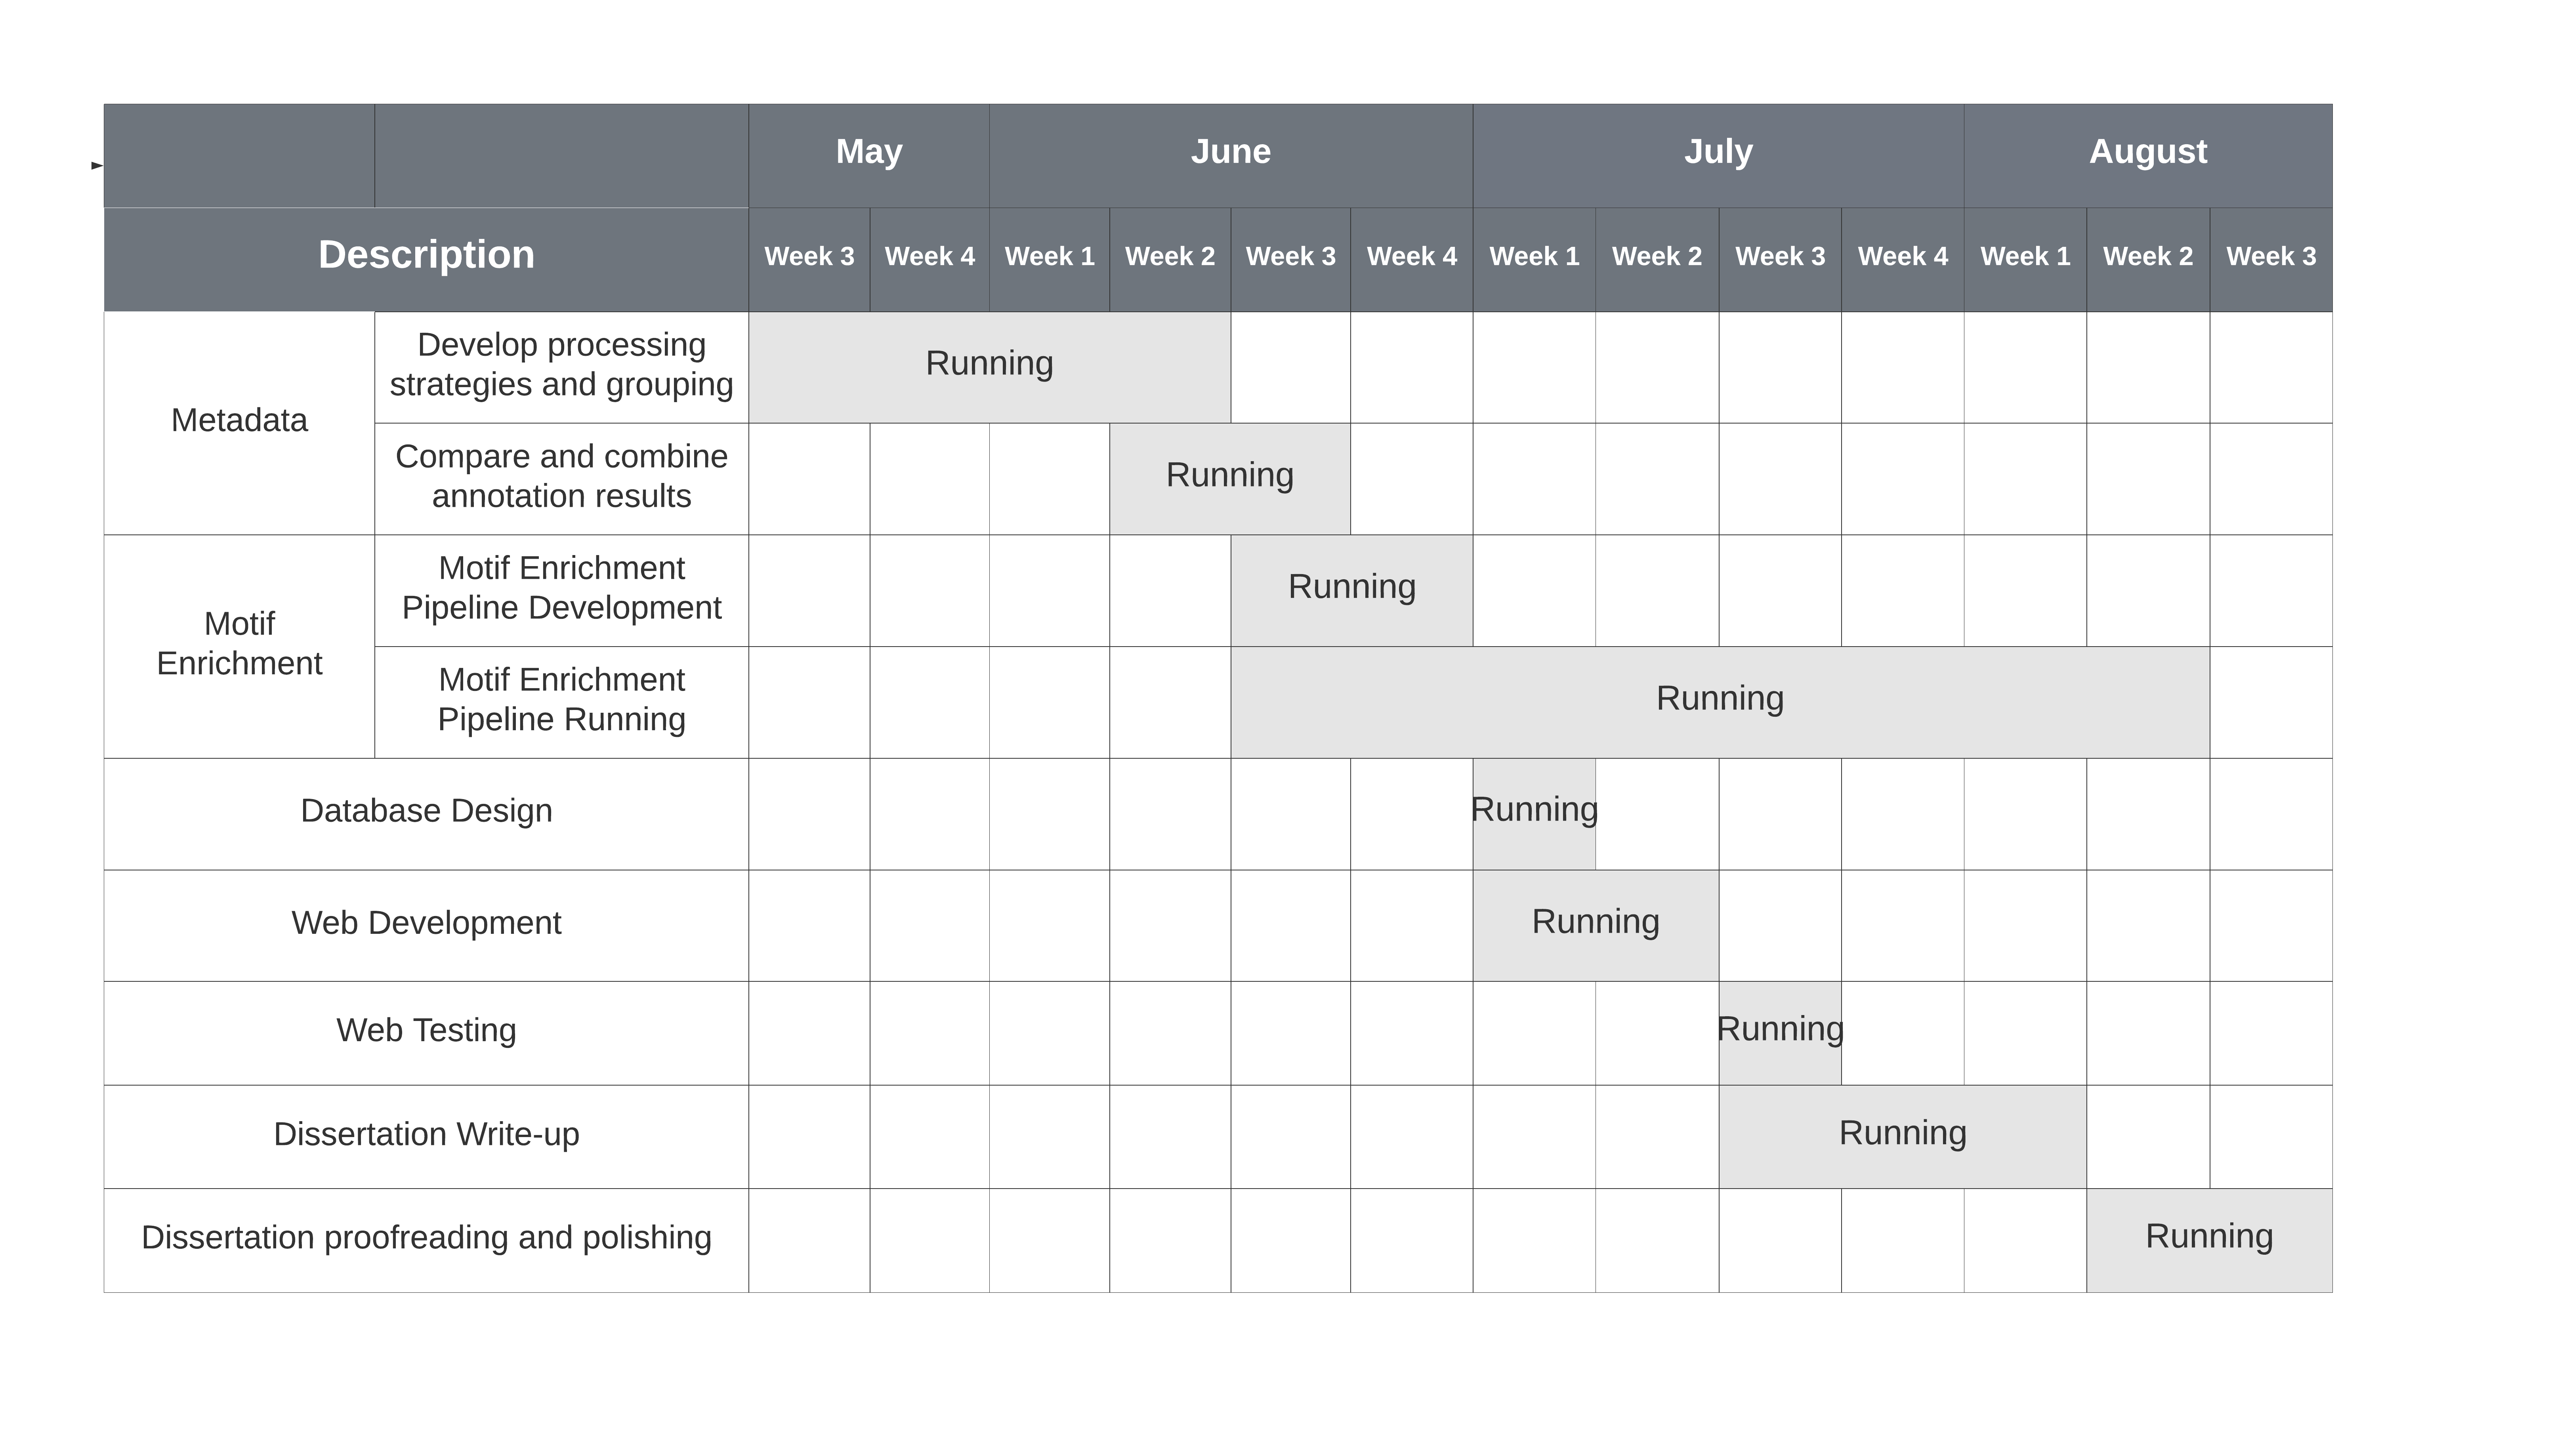 May June July August
Description Week 3 Week 4 Week 1 Week 2 Week 3 Week 4 Week 1 Week 2 Week 3 Week 4 Week 1 Week 2 Week 3
Metadata
Develop processing
strategies and grouping
Running
Compare and combine
annotation results
Running
Motif
Enrichment
Motif Enrichment
Pipeline Development
Running
Motif Enrichment
Pipeline Running
Running
Database Design Running
Web Development Running
Web Testing Running
Dissertation Write-up Running
Dissertation proofreading and polishing Running